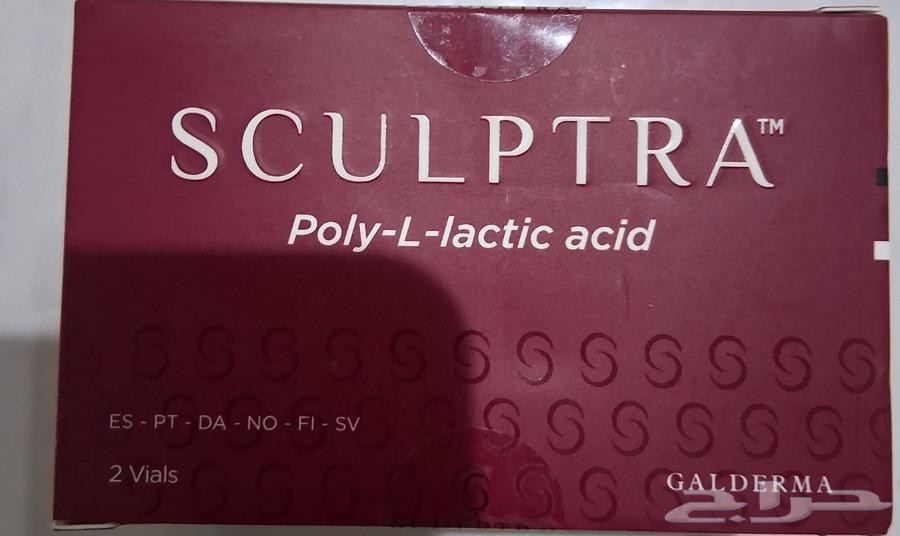 SCULPTRA™
Poly-L-lactic acid
ES - PT - DA - NO - FI - SV
2 Vials
GALDERMA
حراج